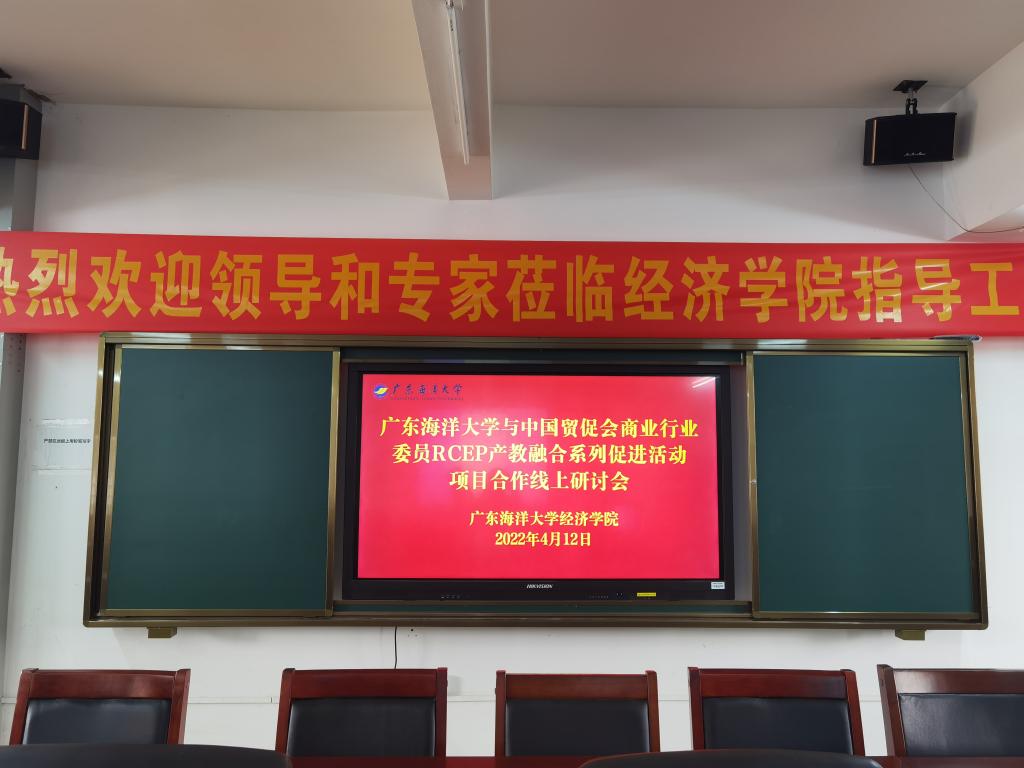 热烈欢迎领导和专家莅临经济学院指导工
广东海洋大学
广东海洋大学与中国贸促会商业行业
委员RCEP产教融合系列促进活动
项目合作线上研讨会
广东海洋大学经济学院
2022年4月12日
HIKVISION